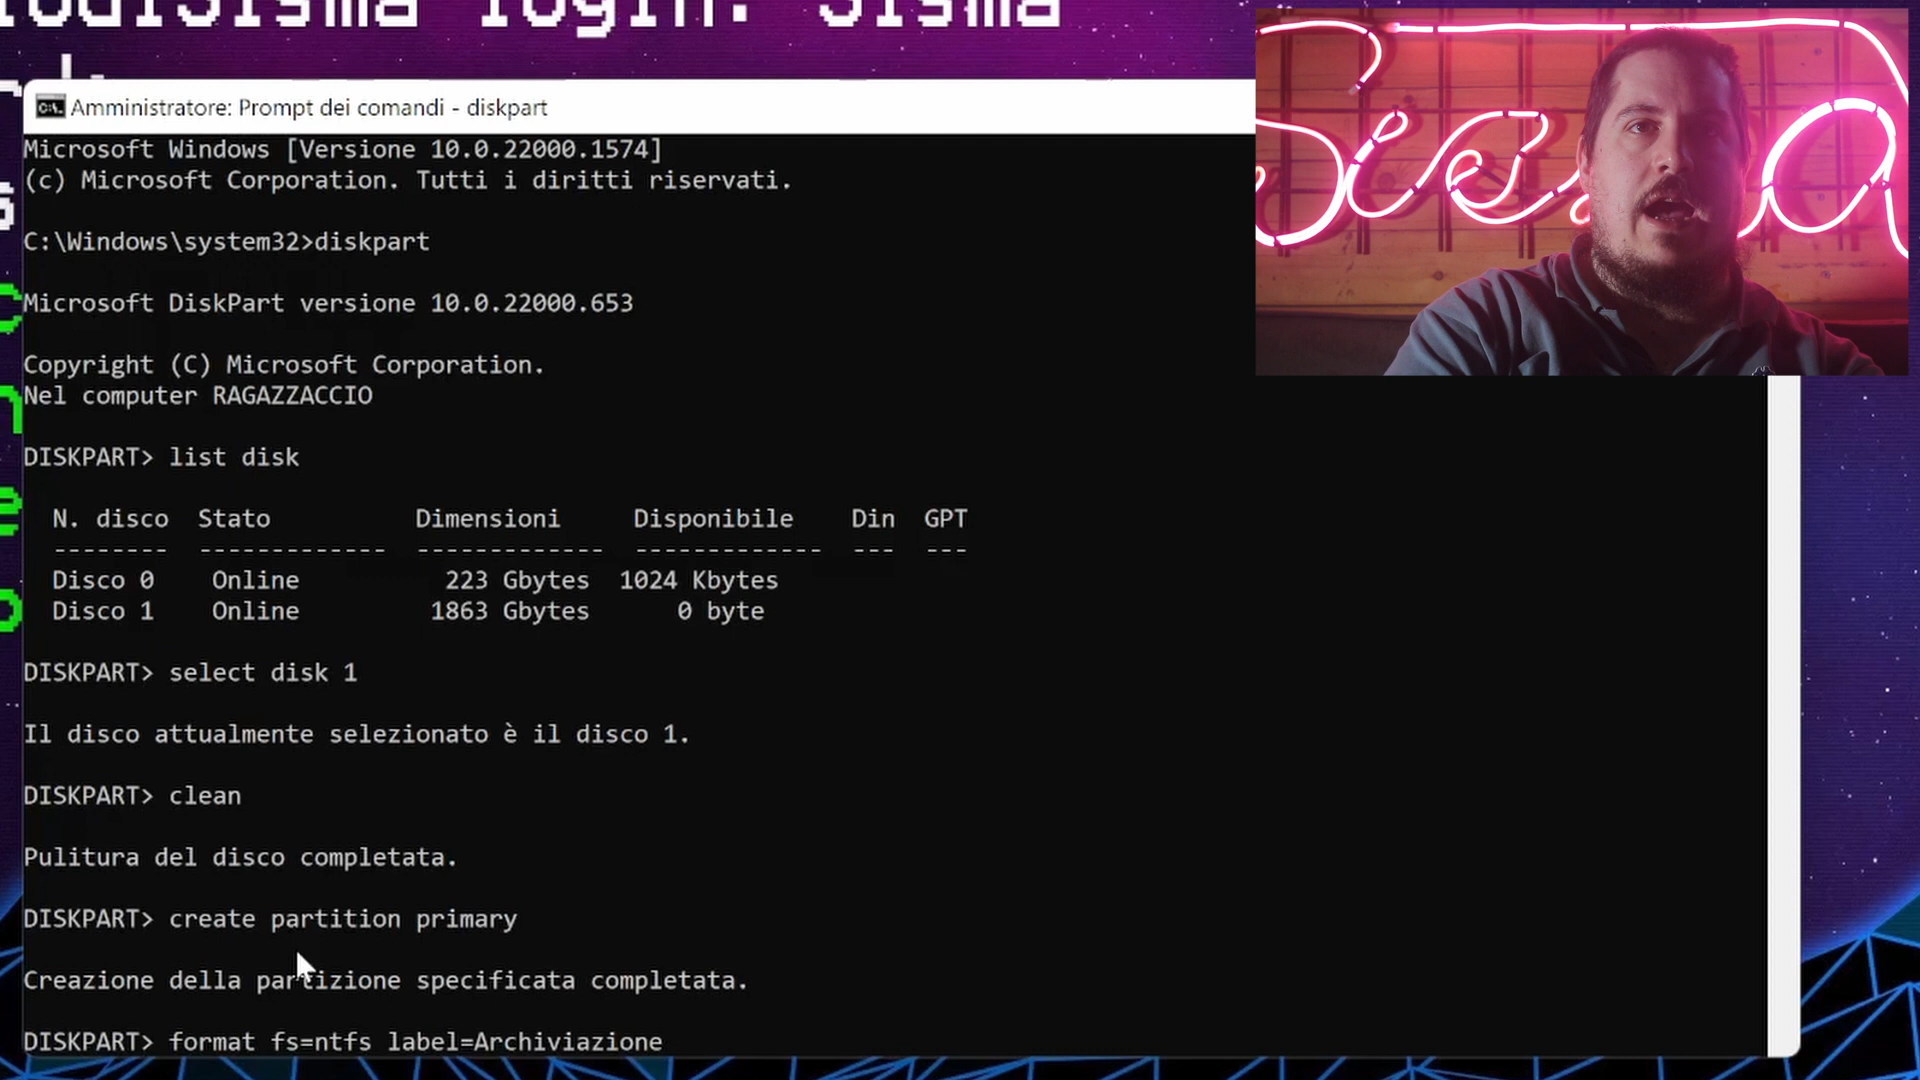 login: Sisma
Amministratore: Prompt dei comandi - diskpart
Microsoft Windows [Versione 10.0.22000.1574]
(c) Microsoft Corporation. Tutti i diritti riservati.
C:\Windows\system32>diskpart
Microsoft DiskPart versione 10.0.22000.653
Copyright (C) Microsoft Corporation.
Nel computer RAGAZZACCIO
DISKPART> list disk
N. disco  Stato  Dimensioni  Disponibile  Din  GPT
--------  -------------  -------------  -------------  ---  ---
Disco 0  Online  223 Gbytes  1024 Kbytes
Disco 1  Online  1863 Gbytes  0 byte
DISKPART> select disk 1
Il disco attualmente selezionato è il disco 1.
DISKPART> clean
Pulitura del disco completata.
DISKPART> create partition primary
Creazione della partizione specificata completata.
DISKPART> format fs=ntfs label=Archiviazione